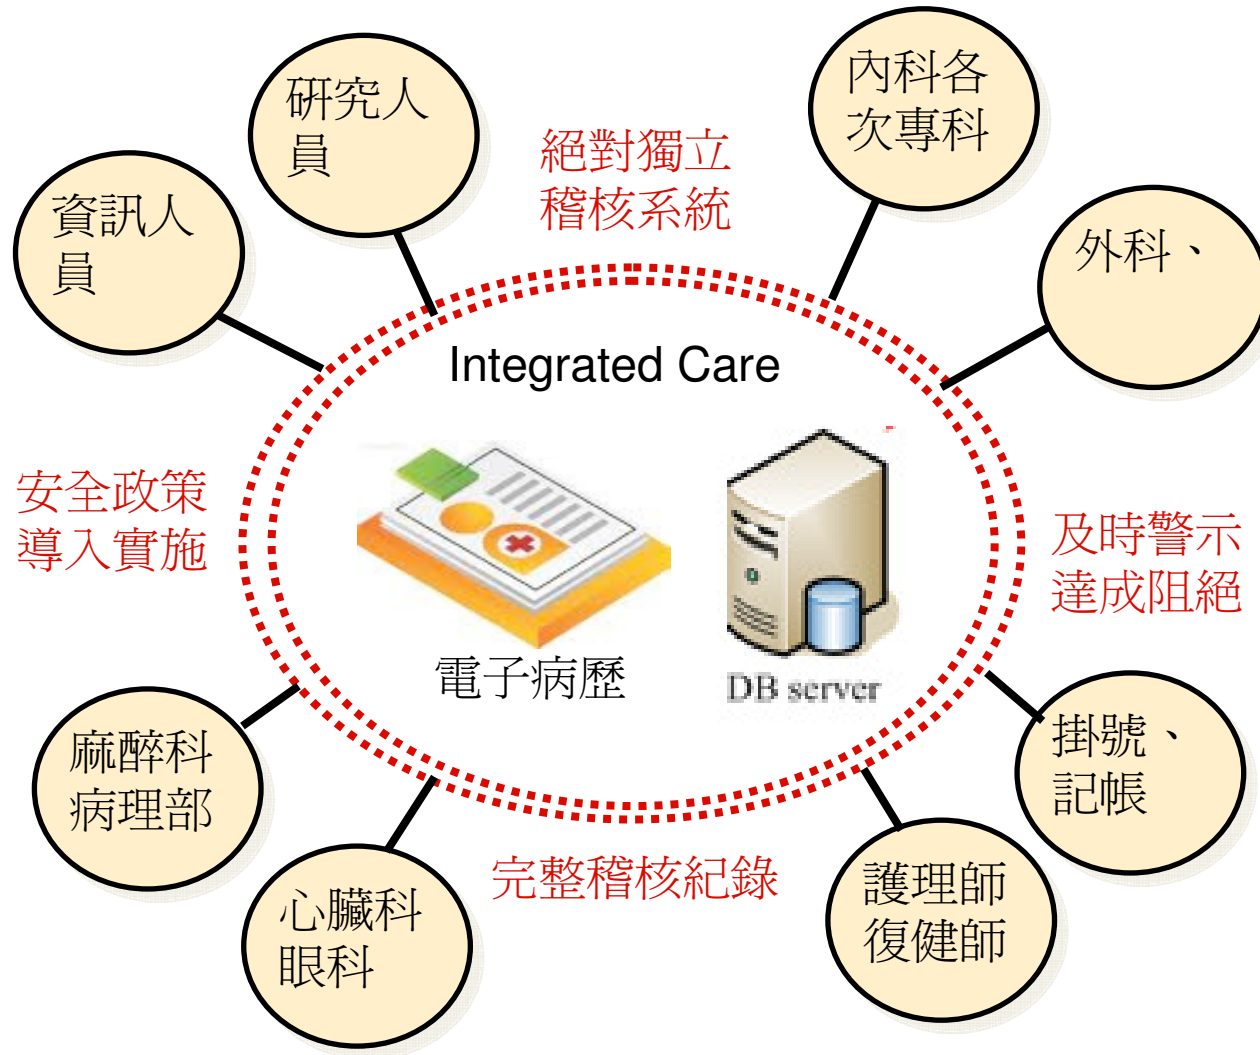 研究人
員
內科各
次專科
絕對獨立
稽核系統
資訊人
員
外科、
Integrated Care
安全政策
導入實施
及時警示
達成阻絕
電子病歷
DB server
麻醉科
病理部
掛號、
記帳
心臟科
眼科
完整稽核紀錄
護理師
復健師